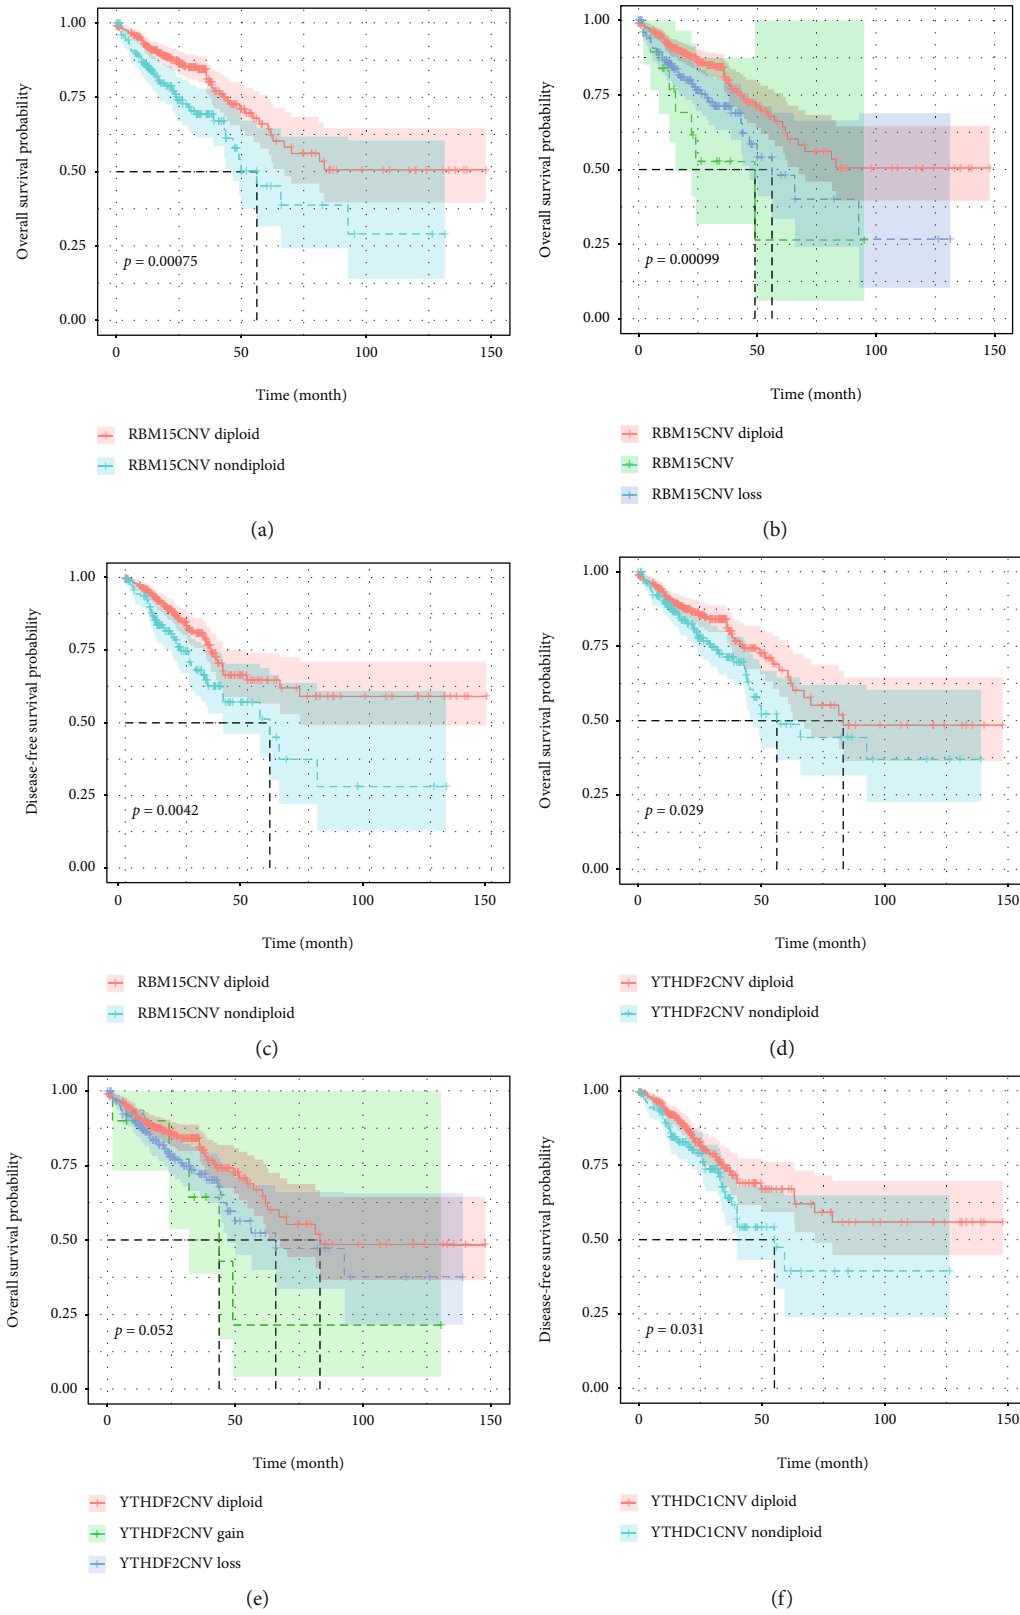 1.00
0.75
0.50
0.25
0.00
Overall survival probability
p = 0.00075
0
50
100
150
Time (month)
RBM15CNV diploid
RBM15CNV nondiploid
(a)
1.00
0.75
0.50
0.25
0.00
Overall survival probability
p = 0.00099
0
50
100
150
Time (month)
RBM15CNV diploid
RBM15CNV
RBM15CNV loss
(b)
1.00
0.75
0.50
0.25
0.00
Disease-free survival probability
p = 0.0042
0
50
100
150
Time (month)
RBM15CNV diploid
RBM15CNV nondiploid
(c)
1.00
0.75
0.50
0.25
0.00
Overall survival probability
p = 0.029
0
50
100
150
Time (month)
YTHDF2CNV diploid
YTHDF2CNV nondiploid
(d)
1.00
0.75
0.50
0.25
0.00
Overall survival probability
p = 0.052
0
50
100
150
Time (month)
YTHDF2CNV diploid
YTHDF2CNV gain
YTHDF2CNV loss
(e)
1.00
0.75
0.50
0.25
0.00
Disease-free survival probability
p = 0.031
0
50
100
150
Time (month)
YTHDC1CNV diploid
YTHDC1CNV nondiploid
(f)